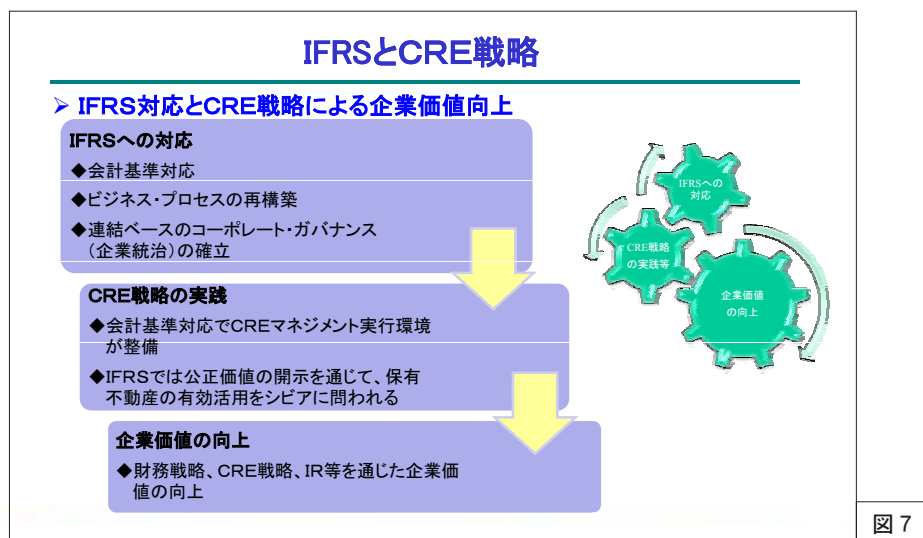 IFRSとCRE戦略
➢ IFRS対応とCRE戦略による企業価値向上
IFRSへの対応
◆会計基準対応
◆ビジネス・プロセスの再構築
◆連結ベースのコーポレート・ガバナンス
（企業統治）の確立
CRE戦略の実践
◆会計基準対応でCREマネジメント実行環境
が整備
◆IFRSでは公正価値の開示を通じて、保有
不動産の有効活用をシビアに問われる
企業価値の向上
◆財務戦略、CRE戦略、IR等を通じた企業価
値の向上
IFRSへの
対応
CRE戦略
の実践等
企業価値
の向上
図7